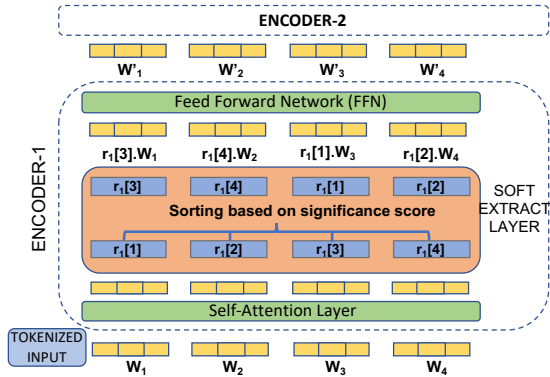 ENCODER-2
W'1 W'2 W'3 W'4
Feed Forward Network (FFN)
r1[3].W1 r1[4].W2 r1[1].W3 r1[2].W4
r1[3] r1[4] r1[1] r1[2]
Sorting based on significance score
r1[1] r1[2] r1[3] r1[4]
ENCODER-1
SOFT
EXTRACT
LAYER
Self-Attention Layer
TOKENIZED
INPUT
W1 W2 W3 W4